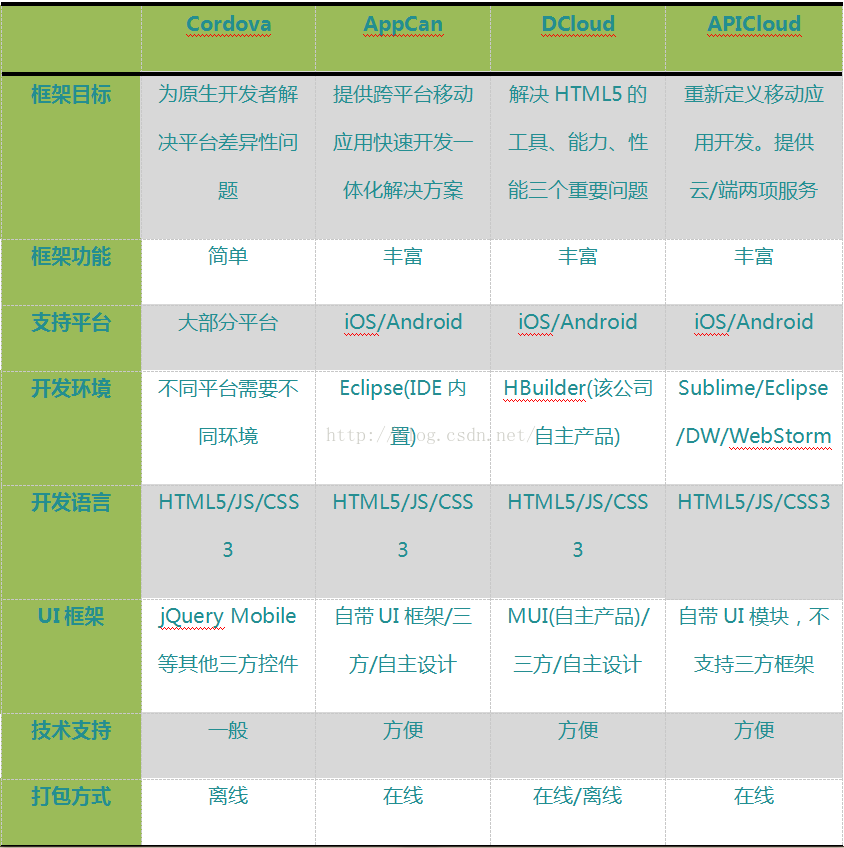 Cordova AppCan DCloud APICloud
框架目标 为原生开发者解 提供跨平台移动 解决 HTML5 的 重新定义移动应
决平台差异性问 应用快速开发一 工具、能力、性 用开发。提供
题 体化解决方案 能三个重要问题 云/端两项服务
框架功能 简单 丰富 丰富 丰富
支持平台 大部分平台 iOS/Android iOS/Android iOS/Android
开发环境 不同平台需要不 Eclipse(IDE 内 HBuilder(该公司 Sublime/Eclipse
同环境 置) 自主产品) /DW/WebStorm
http://blog.csdn.net/
开发语言 HTML5/JS/CSS HTML5/JS/CSS HTML5/JS/CSS HTML5/JS/CSS3
3 3 3
UI 框架 jQuery Mobile 自带 UI 框架/三 MUI(自主产品)/ 自带 UI 模块，不
等其他三方控件 方/自主设计 三方/自主设计 支持三方框架
技术支持 一般 方便 方便 方便
打包方式 离线 在线 在线/离线 在线